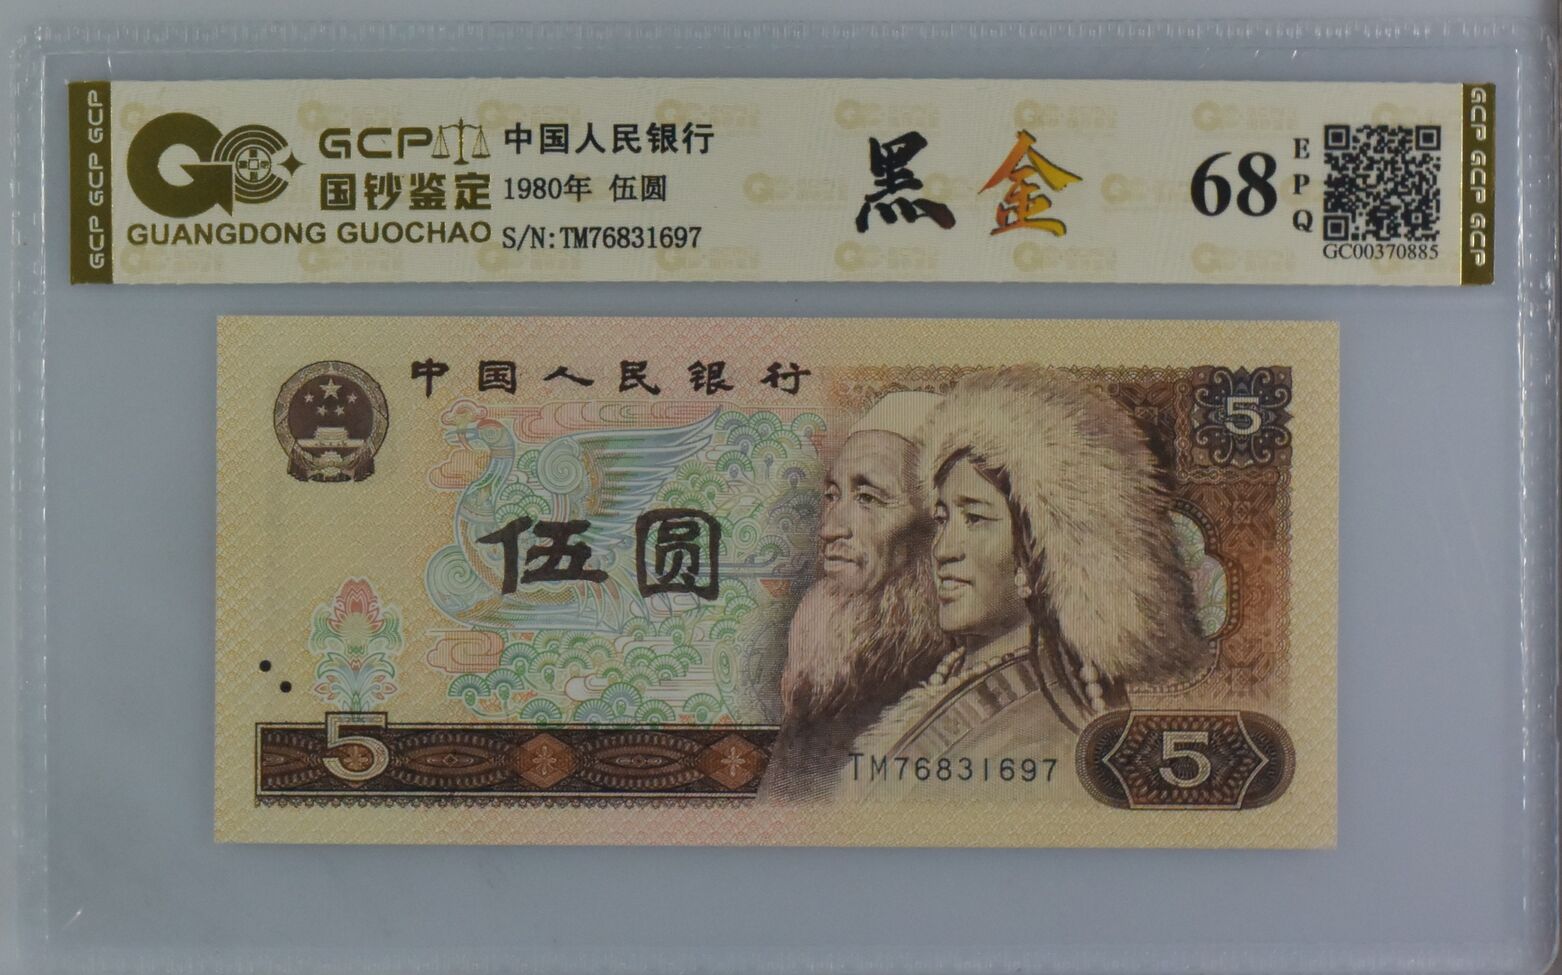 GCP GCP GCP
GCP
国钞鉴定
GUANGDONG GUOCHAO
中国人民银行
1980年 伍圆
S/N:TM76831697
黑金
68
EPQ
GC00370885
GCP GCP GCP
中国人民银行
5
伍圆
5
TM76831697
5